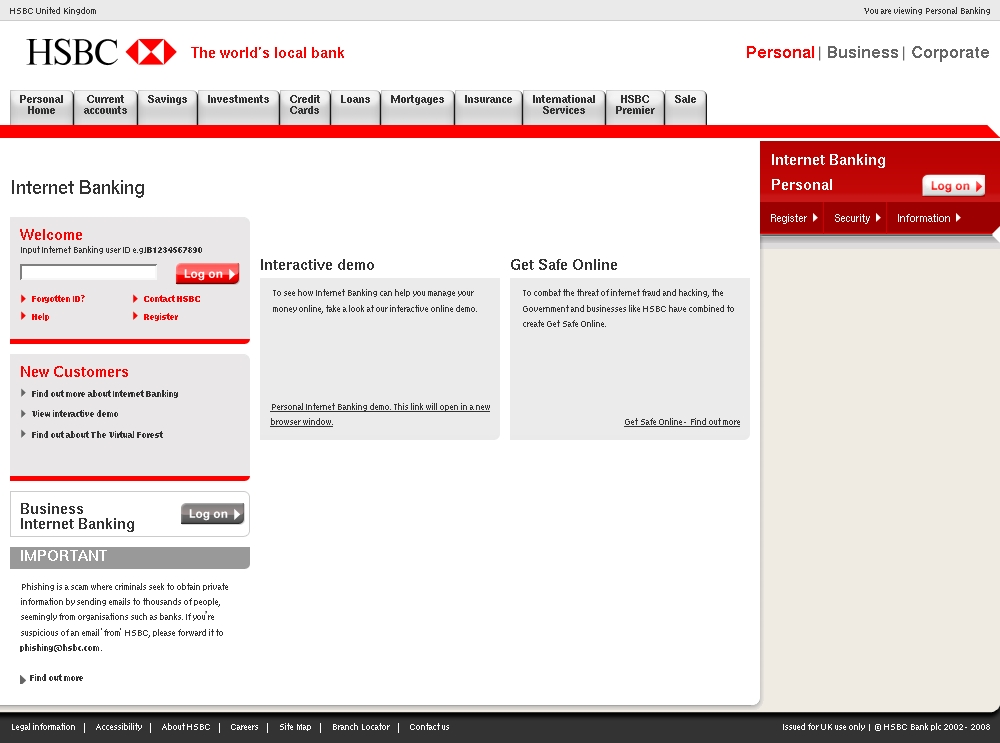 HSBC United Kingdom
You are viewing Personal Banking
HSBC
The world's local bank
Personal | Business | Corporate
Personal Home
Current accounts
Savings
Investments
Credit Cards
Loans
Mortgages
Insurance
International Services
HSBC Premier
Sale
Internet Banking
Personal
Log on
Register
Security
Information
Internet Banking
Welcome
Input Internet Banking user ID e.g.IB1234567890
Log on
Forgotten ID?
Contact HSBC
Help
Register
New Customers
Find out more about Internet Banking
View interactive demo
Find out about The Virtual Forest
Business
Internet Banking
Log on
IMPORTANT
Phishing is a scam where criminals seek to obtain private
information by sending emails to thousands of people,
seemingly from organisations such as banks. If you're
suspicious of an email 'from' HSBC, please forward it to
phishing@hsbc.com.
Find out more
Interactive demo
To see how Internet Banking can help you manage your
money online, take a look at our interactive online demo.
Personal Internet Banking demo. This link will open in a new
browser window.
Get Safe Online
To combat the threat of internet fraud and hacking, the
Government and businesses like HSBC have combined to
create Get Safe Online.
Get Safe Online - Find out more
Legal information | Accessibility | About HSBC | Careers | Site Map | Branch Locator | Contact us
Issued for UK use only | © HSBC Bank plc 2002 - 2008